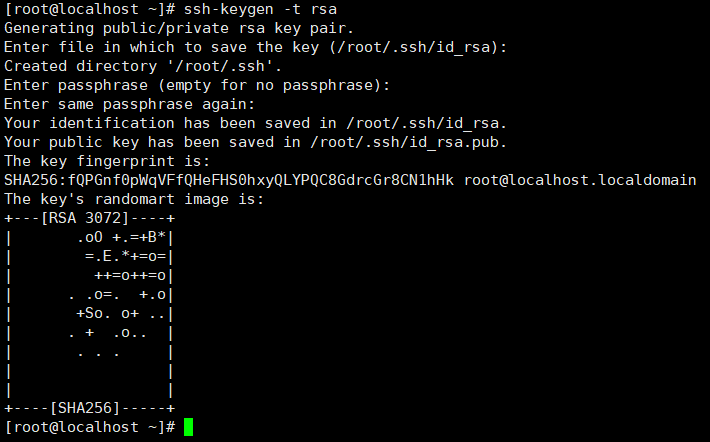 [root@localhost ~]# ssh-keygen -t rsa
Generating public/private rsa key pair.
Enter file in which to save the key (/root/.ssh/id_rsa):
Created directory '/root/.ssh'.
Enter passphrase (empty for no passphrase):
Enter same passphrase again:
Your identification has been saved in /root/.ssh/id_rsa.
Your public key has been saved in /root/.ssh/id_rsa.pub.
The key fingerprint is:
SHA256:fQPGnf0pWqVFfQHeFHS0hxyQLYPQC8GdrcGr8CN1hHk root@localhost.localdomain
The key's randomart image is:
+---[RSA 3072]----+
|       .oO +.=+B*|
|        =.E.*+=o=|
|         ++=o++=o|
|      . .o=.  +.o|
|       +So. o+ ..|
|      . +  .o..  |
|       . . .     |
|                 |
|                 |
+----[SHA256]-----+
[root@localhost ~]#